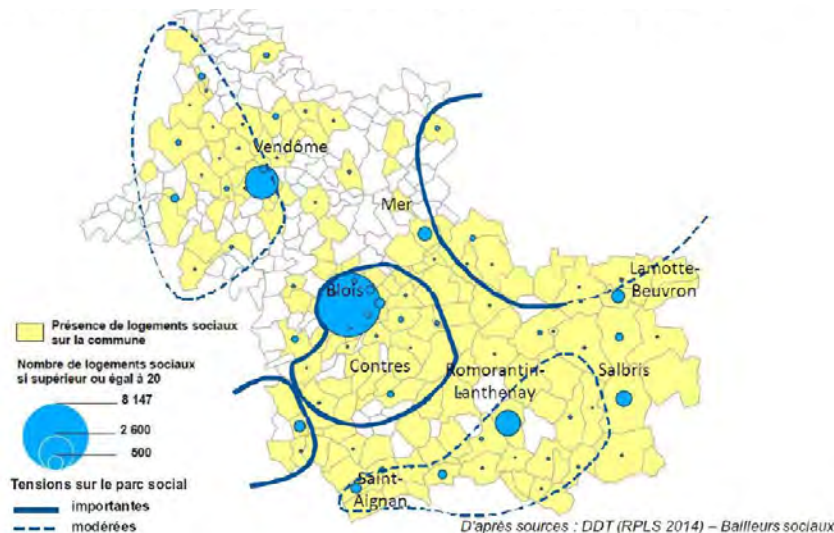 Vendôme
Mer
Lamotte-
Beuvron
Blois
Contres
Romorantin-
Lanthenay
Salbris
Saint-
Aignan
Présence de logements sociaux
sur la commune
Nombre de logements sociaux
si supérieur ou égal à 20
8 147
2 600
500
Tensions sur le parc social
importantes
modérées
D'après sources : DDT (RPLS 2014) – Bailleurs sociaux